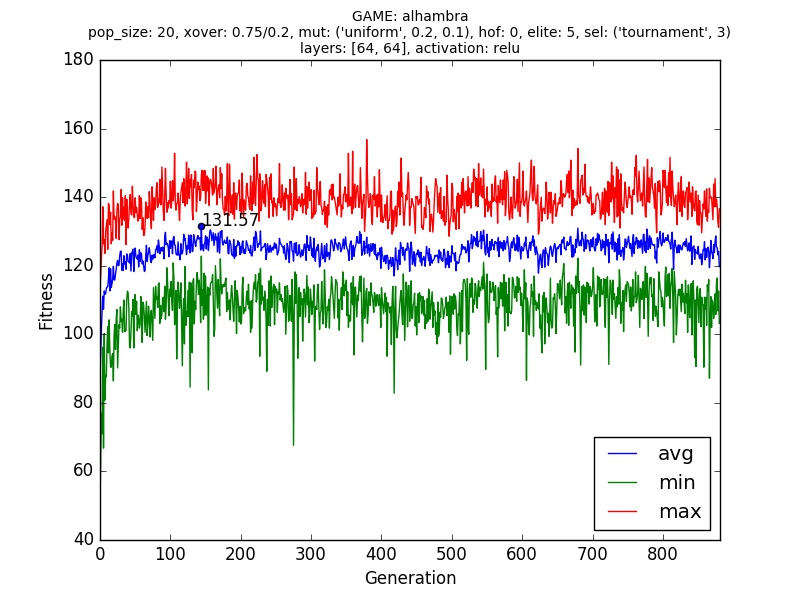 GAME: alhambra
pop_size: 20, xover: 0.75/0.2, mut: ('uniform', 0.2, 0.1), hof: 0, elite: 5, sel: ('tournament', 3)
layers: [64, 64], activation: relu
180
160
140
120
100
80
60
40
Fitness
131.57
avg
min
max
0 100 200 300 400 500 600 700 800
Generation